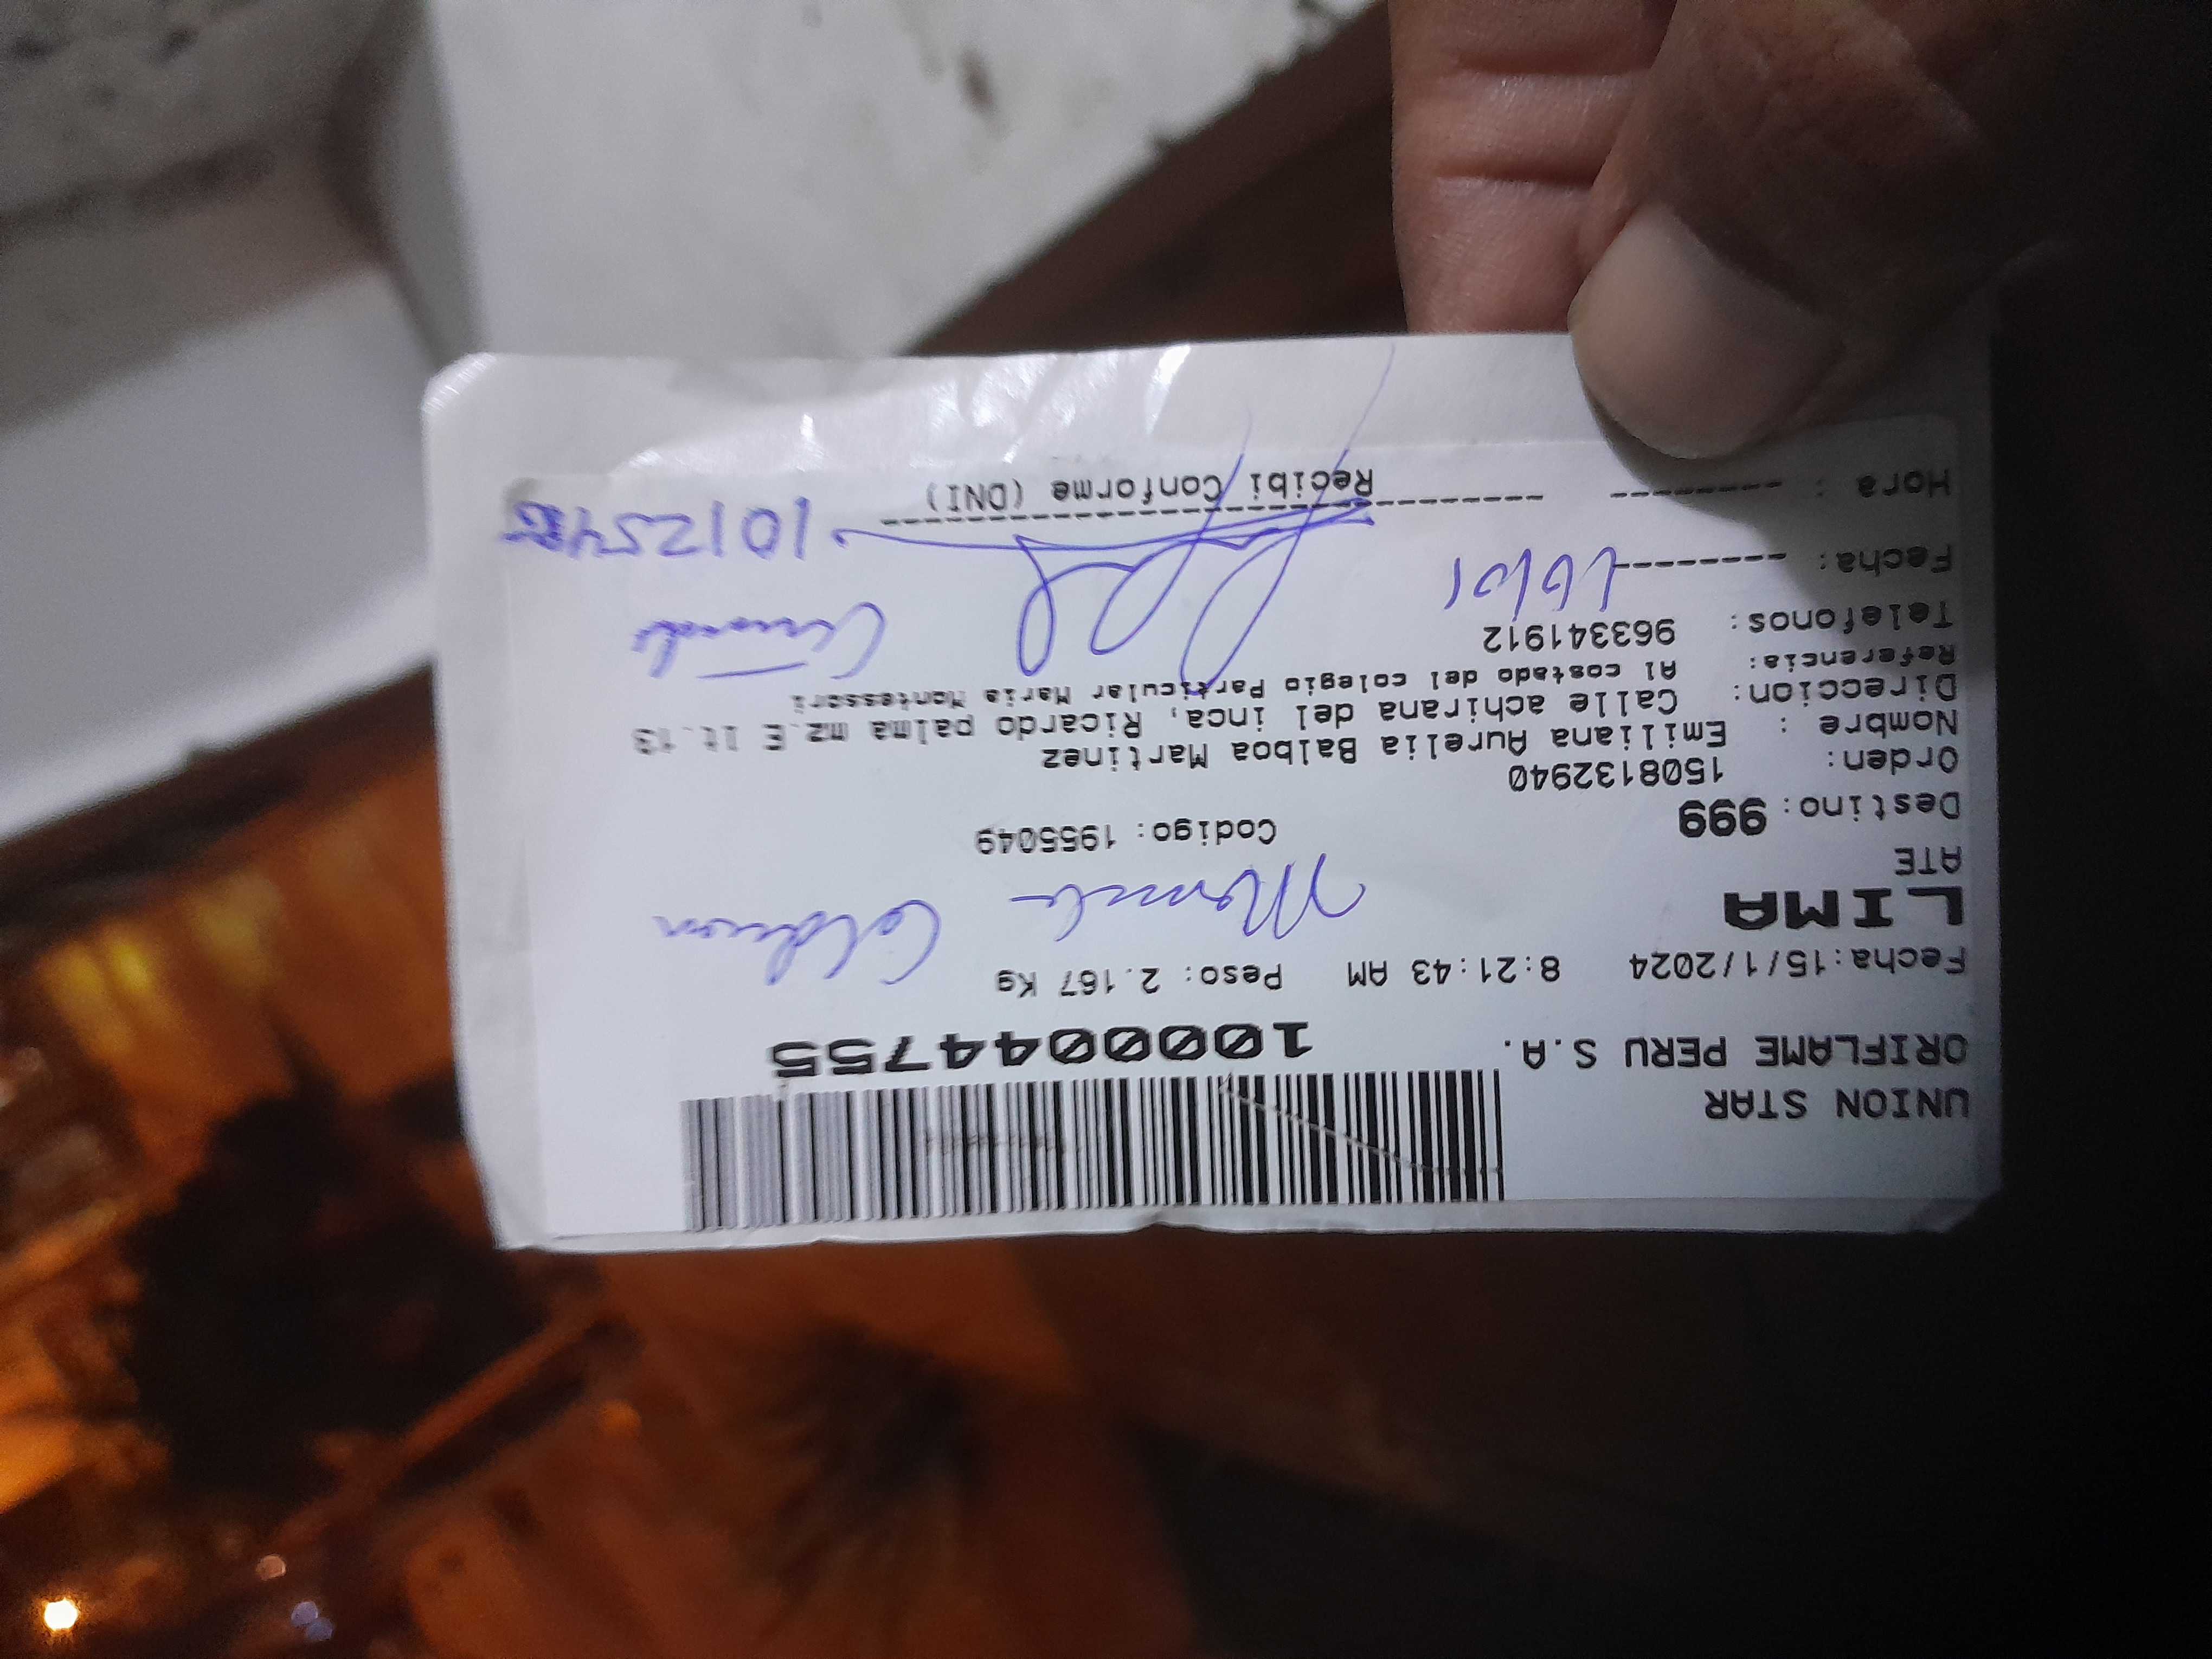 UNION STAR
ORIFLAME PERU S.A. 1000044755
Fecha:15/1/2024 8:21:43 AM Peso: 2.167 Kg
LIMA
ATE
Destino: 999 Codigo: 1955049
Orden: 1508132940
Nombre : Emiliana Aurelia Balboa Martinez
Direccion: Calle achirana del inca, Ricardo palma mz.E lt.13
Referencia: Al costado del colegio Particular Maria Montessori
Telefonos: 963341912
Fecha: --------
Hora : --------
Recibi Conforme (DNI)